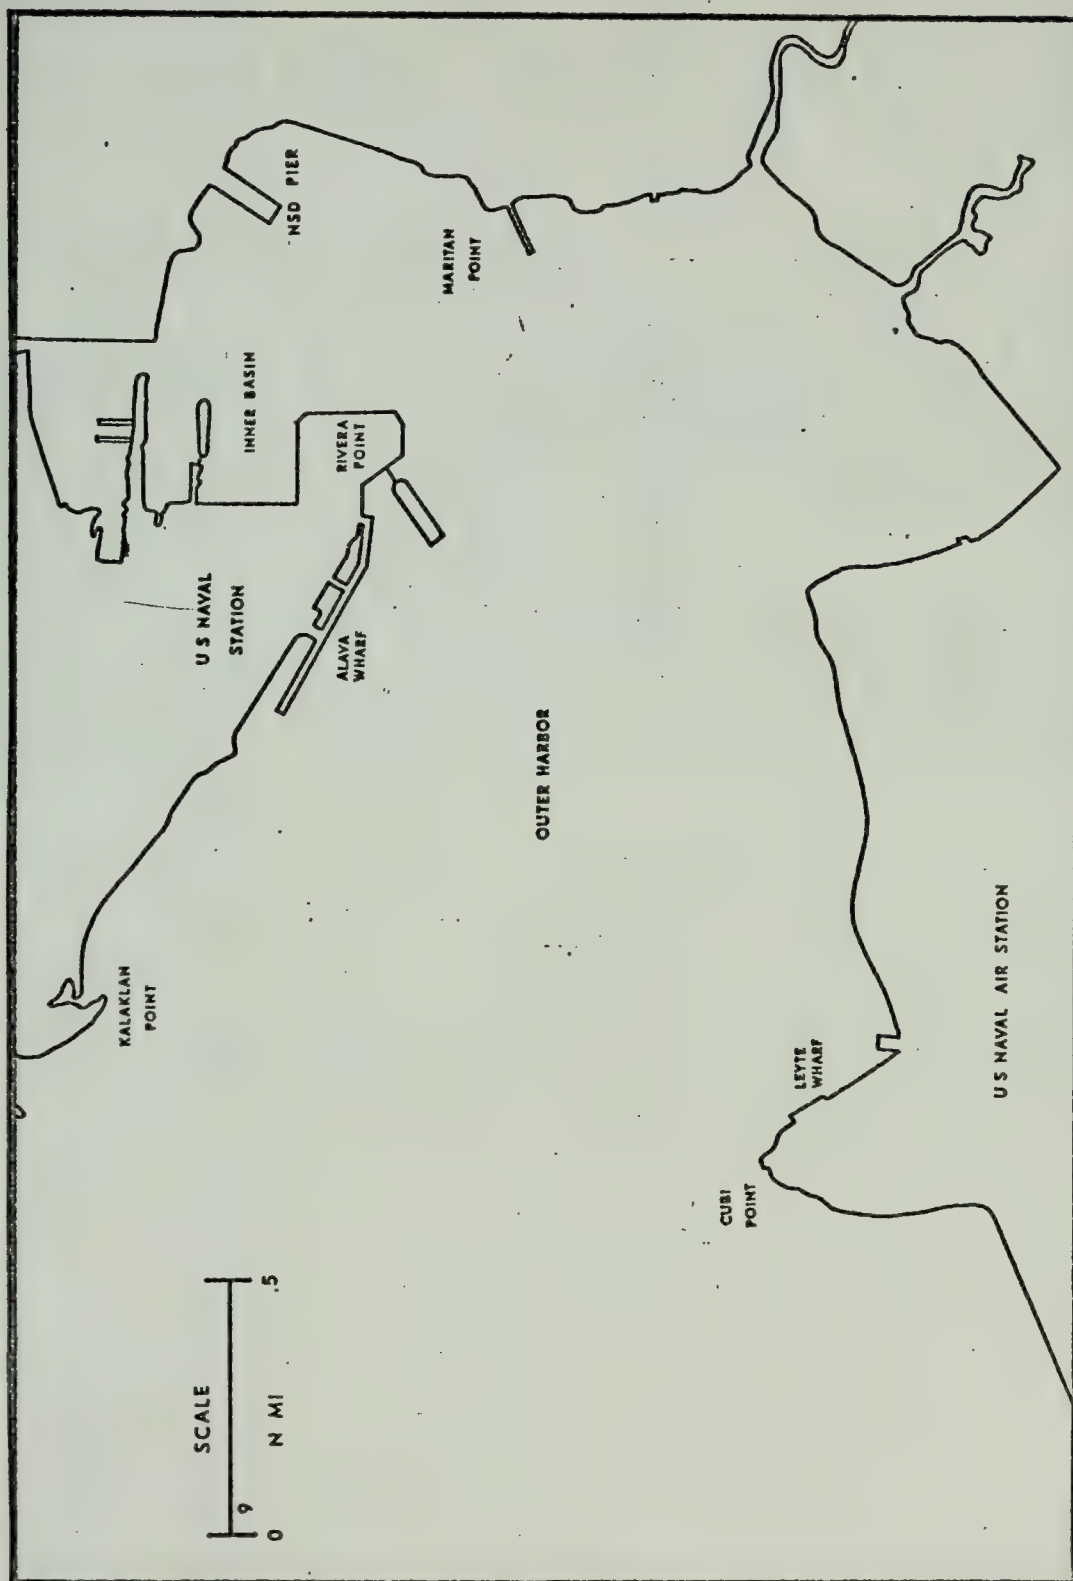 KALAKLAN
POINT
U S NAVAL
STATION
ALAVA
WHARF
INNER BASIN
RIVERA
POINT
NSD PIER
MARITAN
POINT
OUTER HARBOR
SCALE
0
.5
N MI
CUBI
POINT
LEYTE
WHARF
U S NAVAL AIR STATION